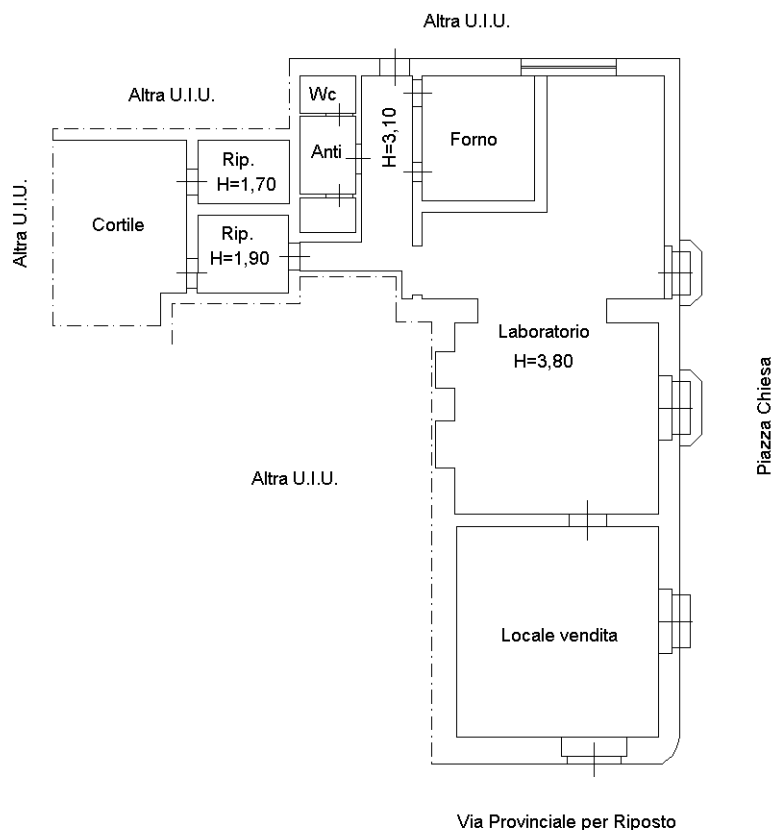 Altra U.I.U.
Altra U.I.U.
Wc
H=3,10
Forno
Anti
Rip.
H=1,70
Altra U.I.U.
Cortile
Rip.
H=1,90
Laboratorio
H=3,80
Piazza Chiesa
Altra U.I.U.
Locale vendita
Via Provinciale per Riposto